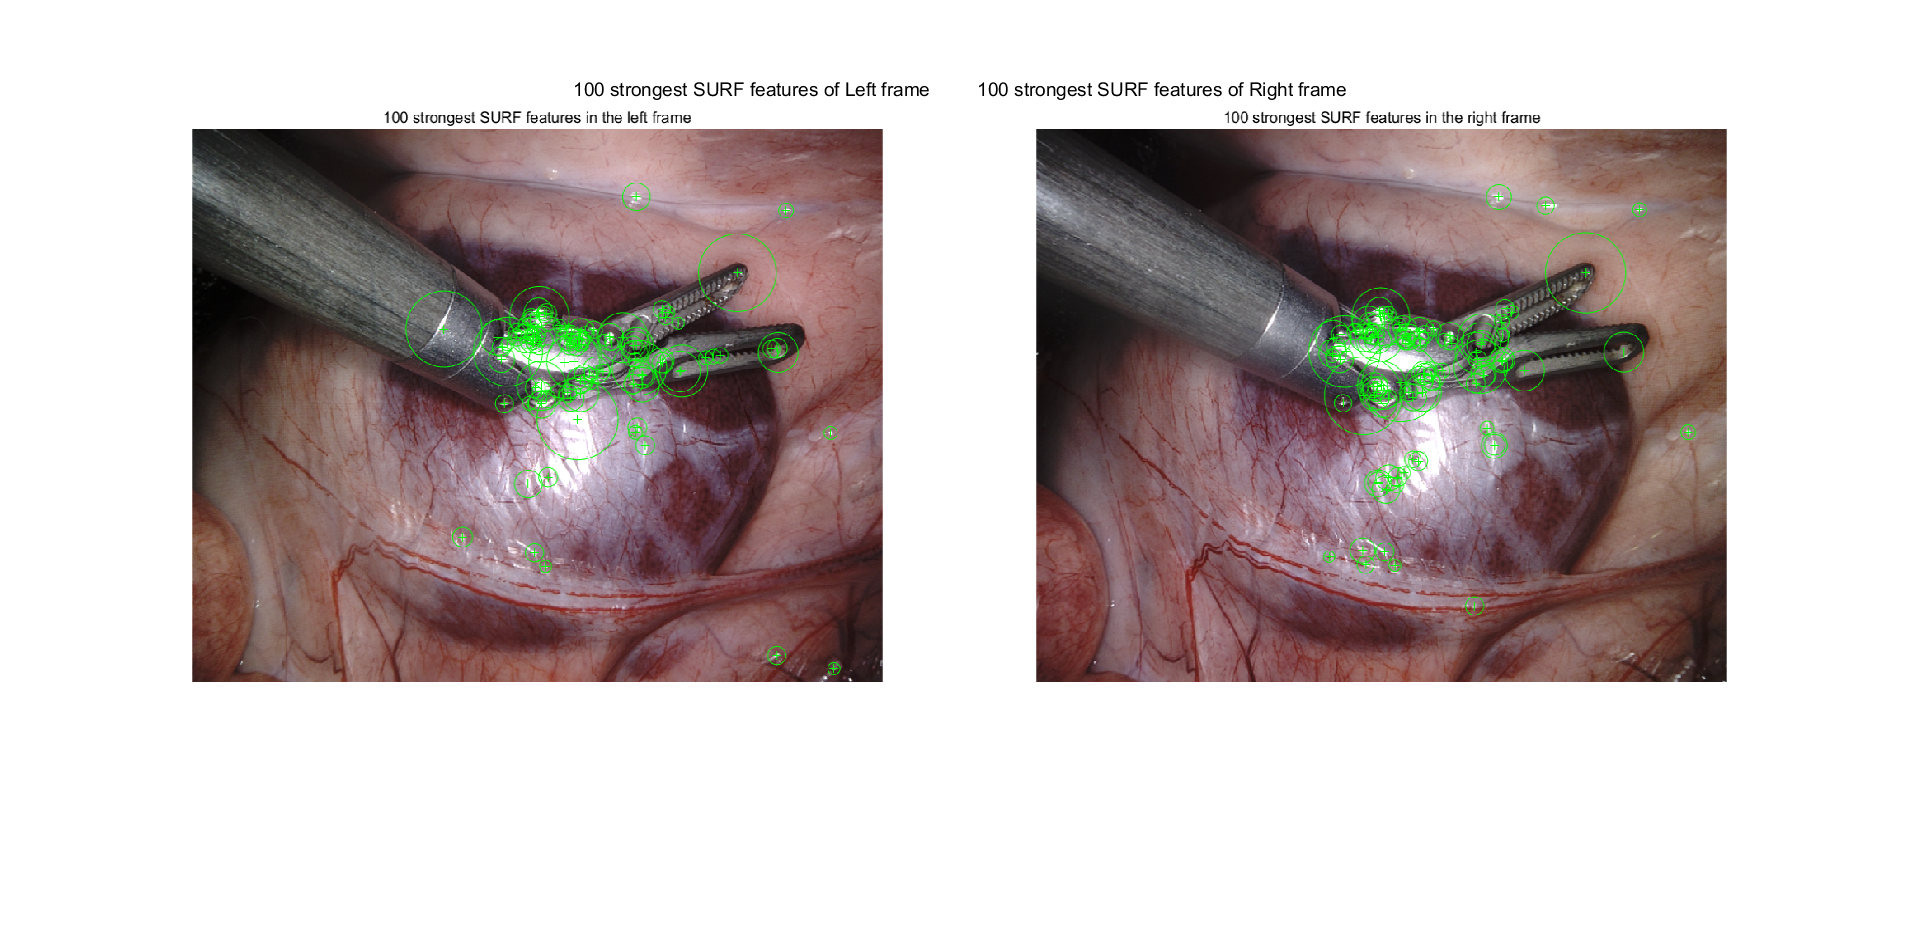 100 strongest SURF features of Left frame 100 strongest SURF features of Right frame
100 strongest SURF features in the left frame
100 strongest SURF features in the right frame